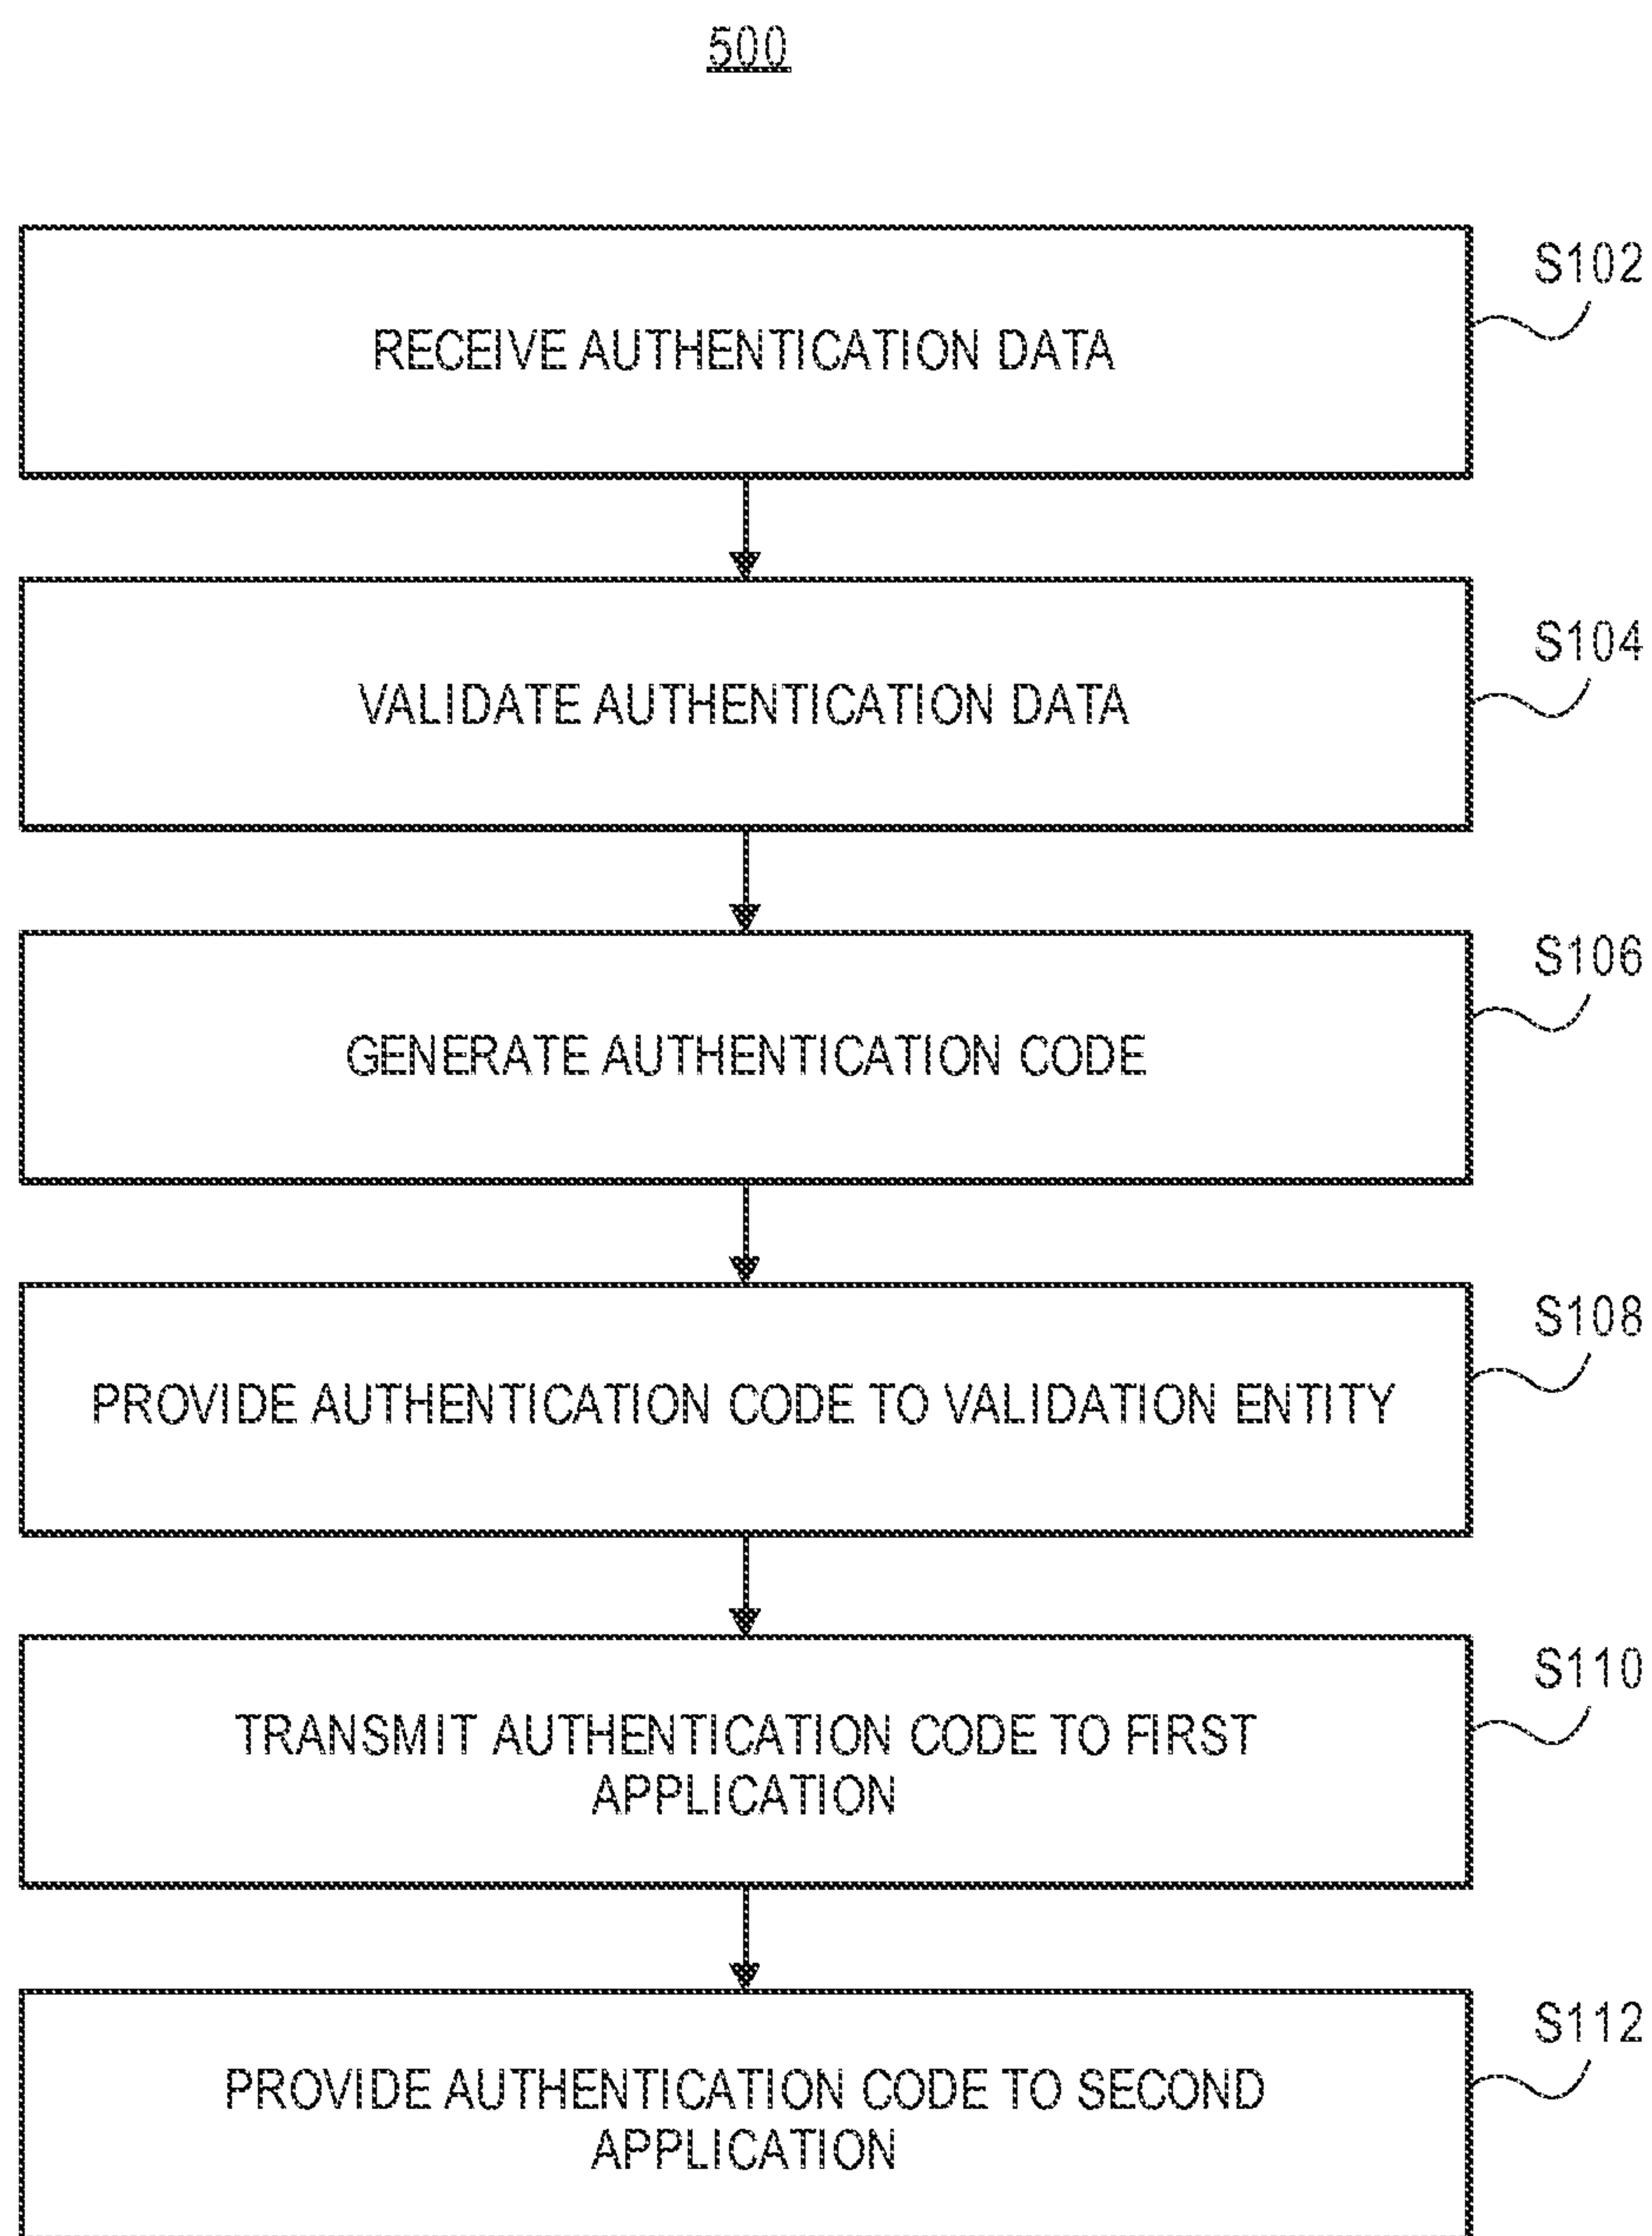 500
S102
RECEIVE AUTHENTICATION DATA
S104
VALIDATE AUTHENTICATION DATA
S106
GENERATE AUTHENTICATION CODE
S108
PROVIDE AUTHENTICATION CODE TO VALIDATION ENTITY
S110
TRANSMIT AUTHENTICATION CODE TO FIRST
APPLICATION
S112
PROVIDE AUTHENTICATION CODE TO SECOND
APPLICATION